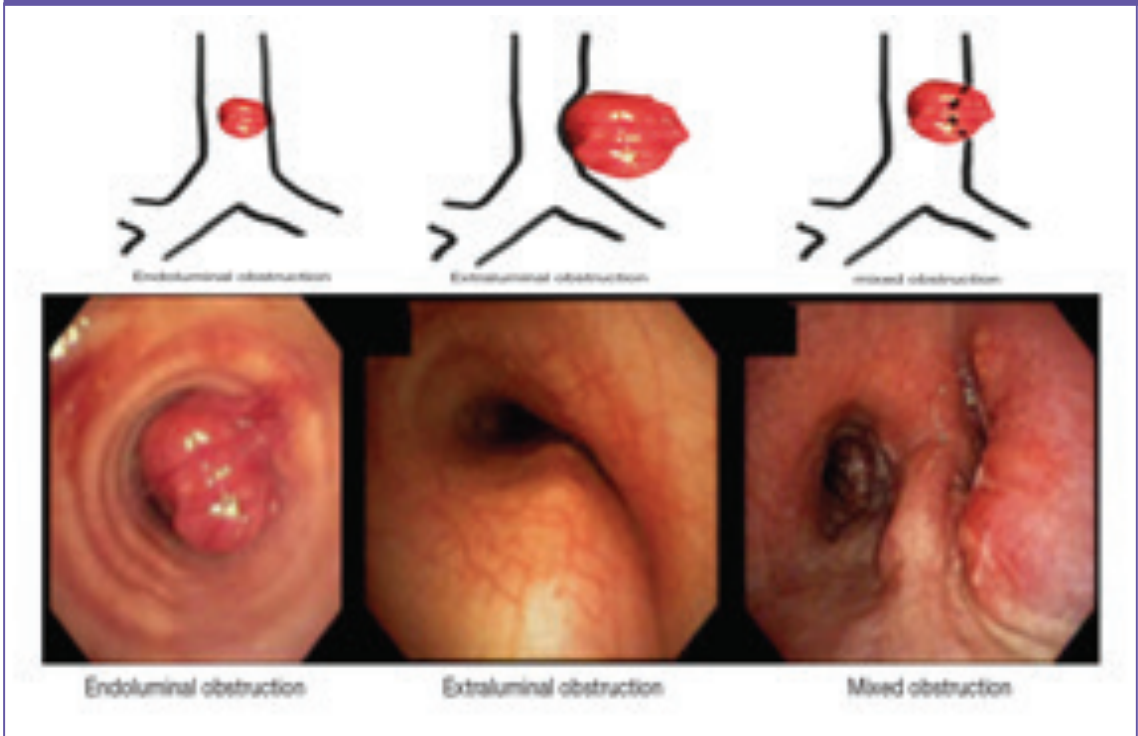 Endoluminal obstruction
Extraluminal obstruction
mixed obstruction
Endoluminal obstruction
Extraluminal obstruction
Mixed obstruction